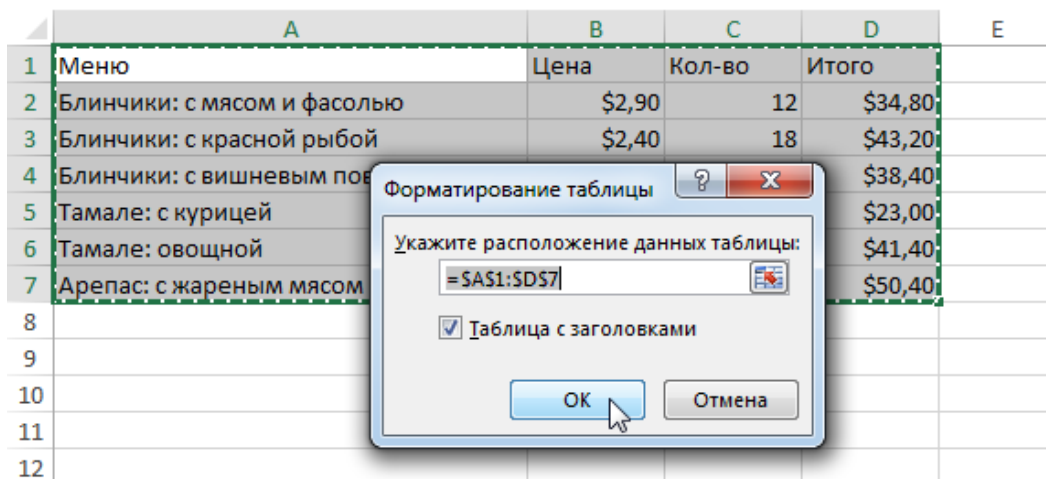 A B C D E
1 Меню Цена Кол-во Итого
2 Блинчики: с мясом и фасолью $2,90 12 $34,80
3 Блинчики: с красной рыбой $2,40 18 $43,20
4 Блинчики: с вишневым $38,40
5 Тамале: с курицей $23,00
6 Тамале: овощной $41,40
7 Арепас: с жареным мясом $50,40
8
9
10
11
12
Форматирование таблицы ?
Укажите расположение данных таблицы:
=$A$1:$D$7
Таблица с заголовками
ОК Отмена